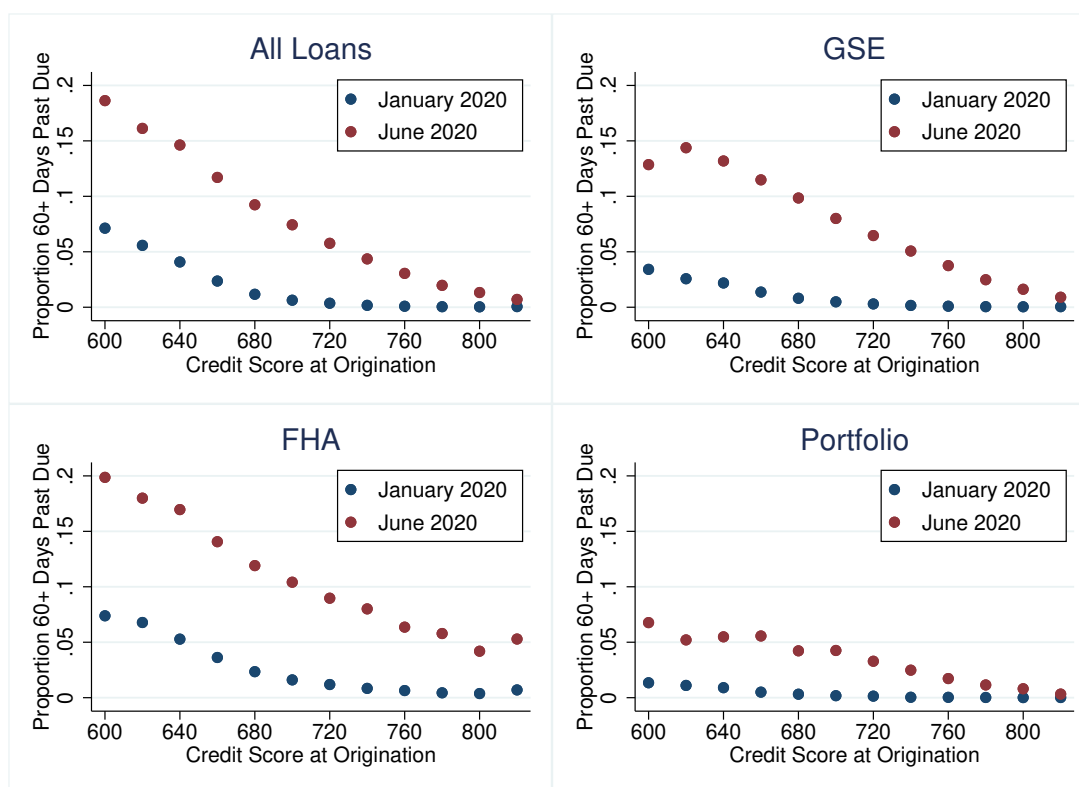 All Loans
Proportion 60+ Days Past Due
.2
.15
.1
.05
0
January 2020
June 2020
600 640 680 720 760 800
Credit Score at Origination
GSE
Proportion 60+ Days Past Due
.2
.15
.1
.05
0
January 2020
June 2020
600 640 680 720 760 800
Credit Score at Origination
FHA
Proportion 60+ Days Past Due
.2
.15
.1
.05
0
January 2020
June 2020
600 640 680 720 760 800
Credit Score at Origination
Portfolio
Proportion 60+ Days Past Due
.2
.15
.1
.05
0
January 2020
June 2020
600 640 680 720 760 800
Credit Score at Origination